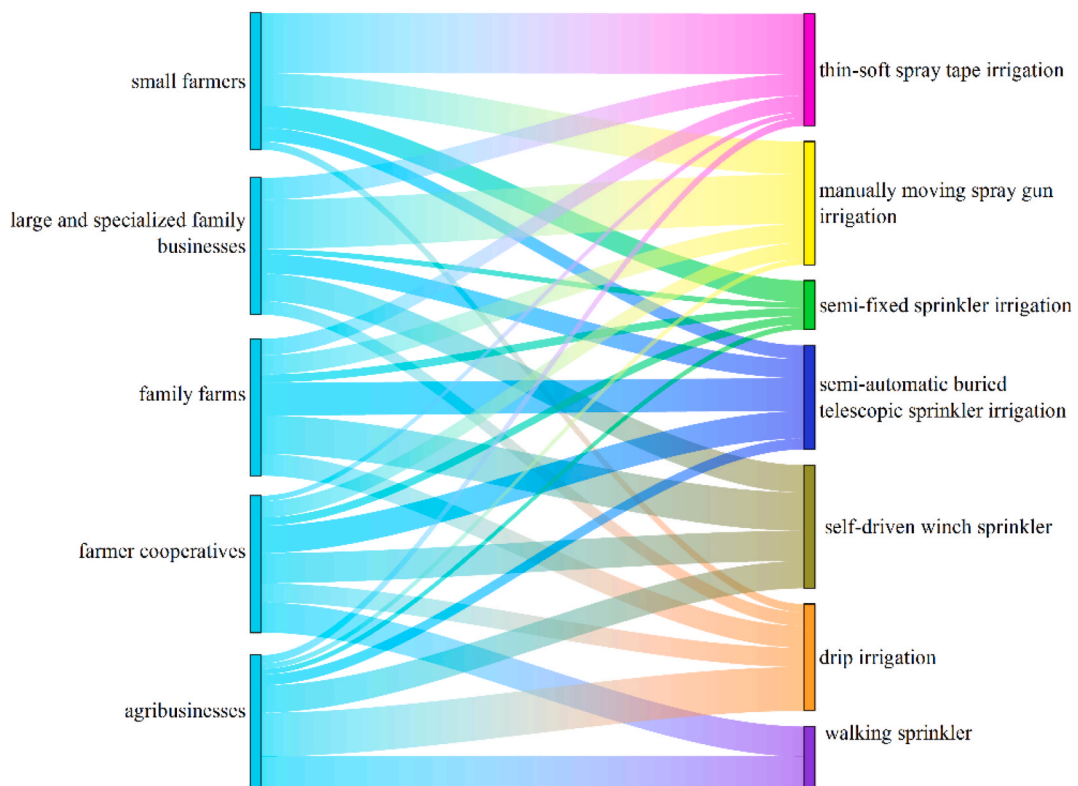 small farmers
large and specialized family
businesses
family farms
farmer cooperatives
agribusinesses
thin-soft spray tape irrigation
manually moving spray gun
irrigation
semi-fixed sprinkler irrigation
semi-automatic buried
telescopic sprinkler irrigation
self-driven winch sprinkler
drip irrigation
walking sprinkler